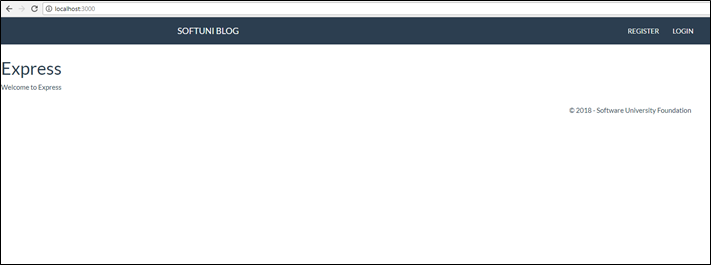 localhost:3000
SOFTUNI BLOG REGISTER LOGIN
Express
Welcome to Express
© 2018 - Software University Foundation